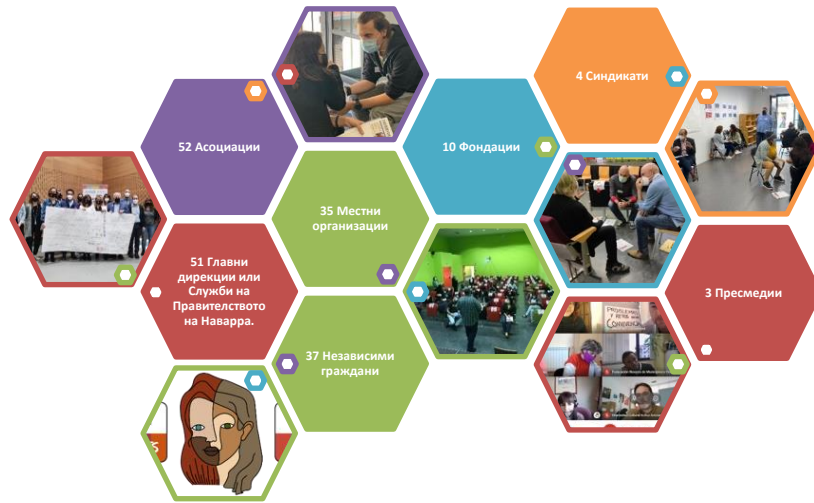 4 Синдикати
52 Асоциации
10 Фондации
35 Местни
организации
51 Главни
дирекции или
Служби на
Правителството
на Наварра.
3 Пресмедии
37 Независими
граждани